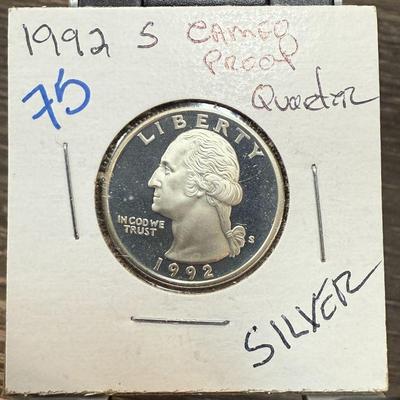 1992 S CAMEO
PROOF
75
Quarter
LIBERTY
IN GOD WE
TRUST
S
1992
SILVER